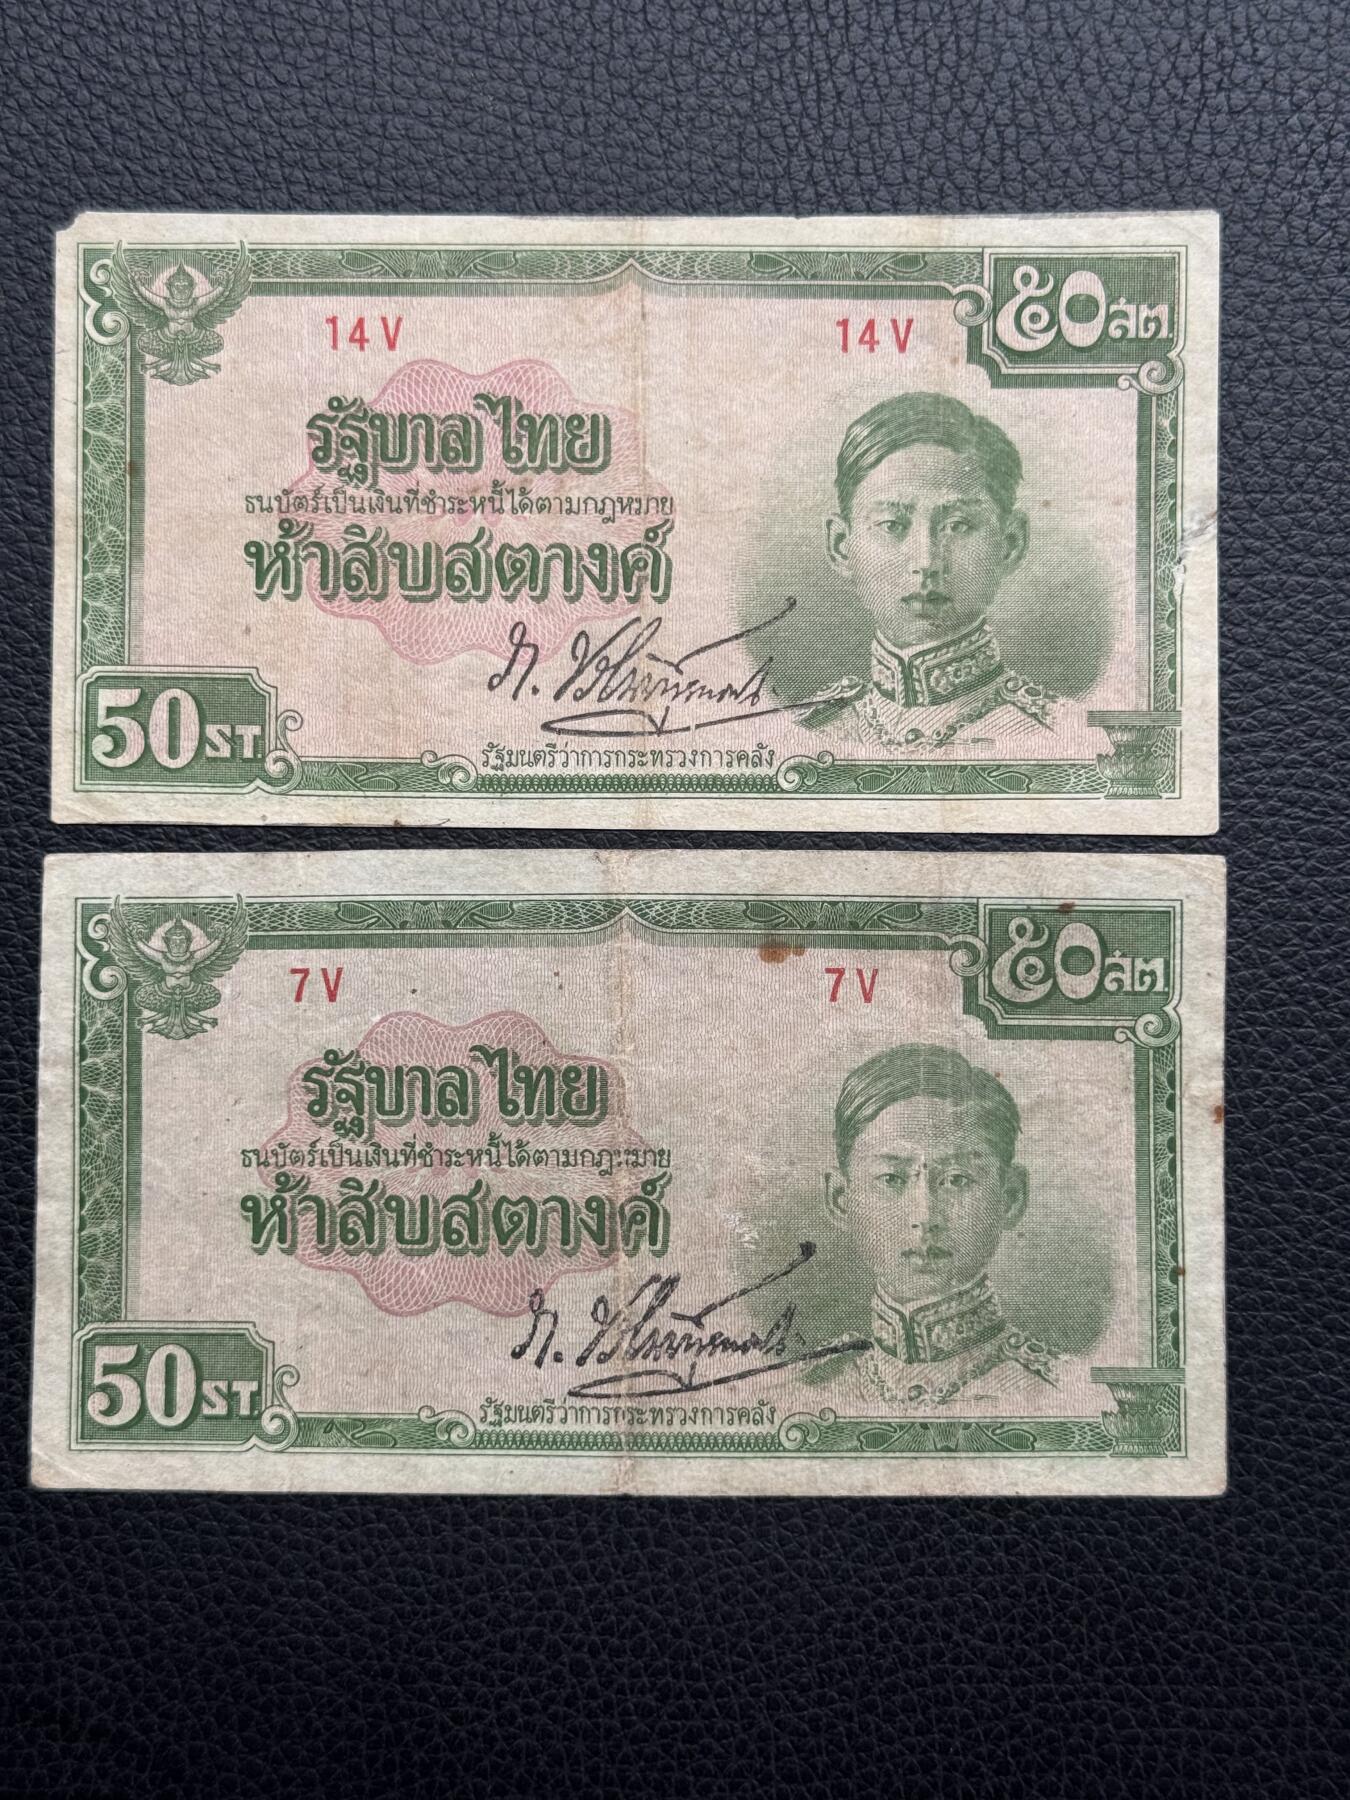 ๕๐ สต.
14 V 14 V
รัฐบาลไทย
ธนบัตร์เป็นเงินที่ชำระหนี้ได้ตามกฎหมาย
ห้าสิบสตางค์
50 ST.
รัฐมนตรีว่าการกระทรวงการคลัง
๕๐ สต.
7 V 7 V
รัฐบาลไทย
ธนบัตร์เป็นเงินที่ชำระหนี้ได้ตามกฎหมาย
ห้าสิบสตางค์
50 ST.
รัฐมนตรีว่าการกระทรวงการคลัง